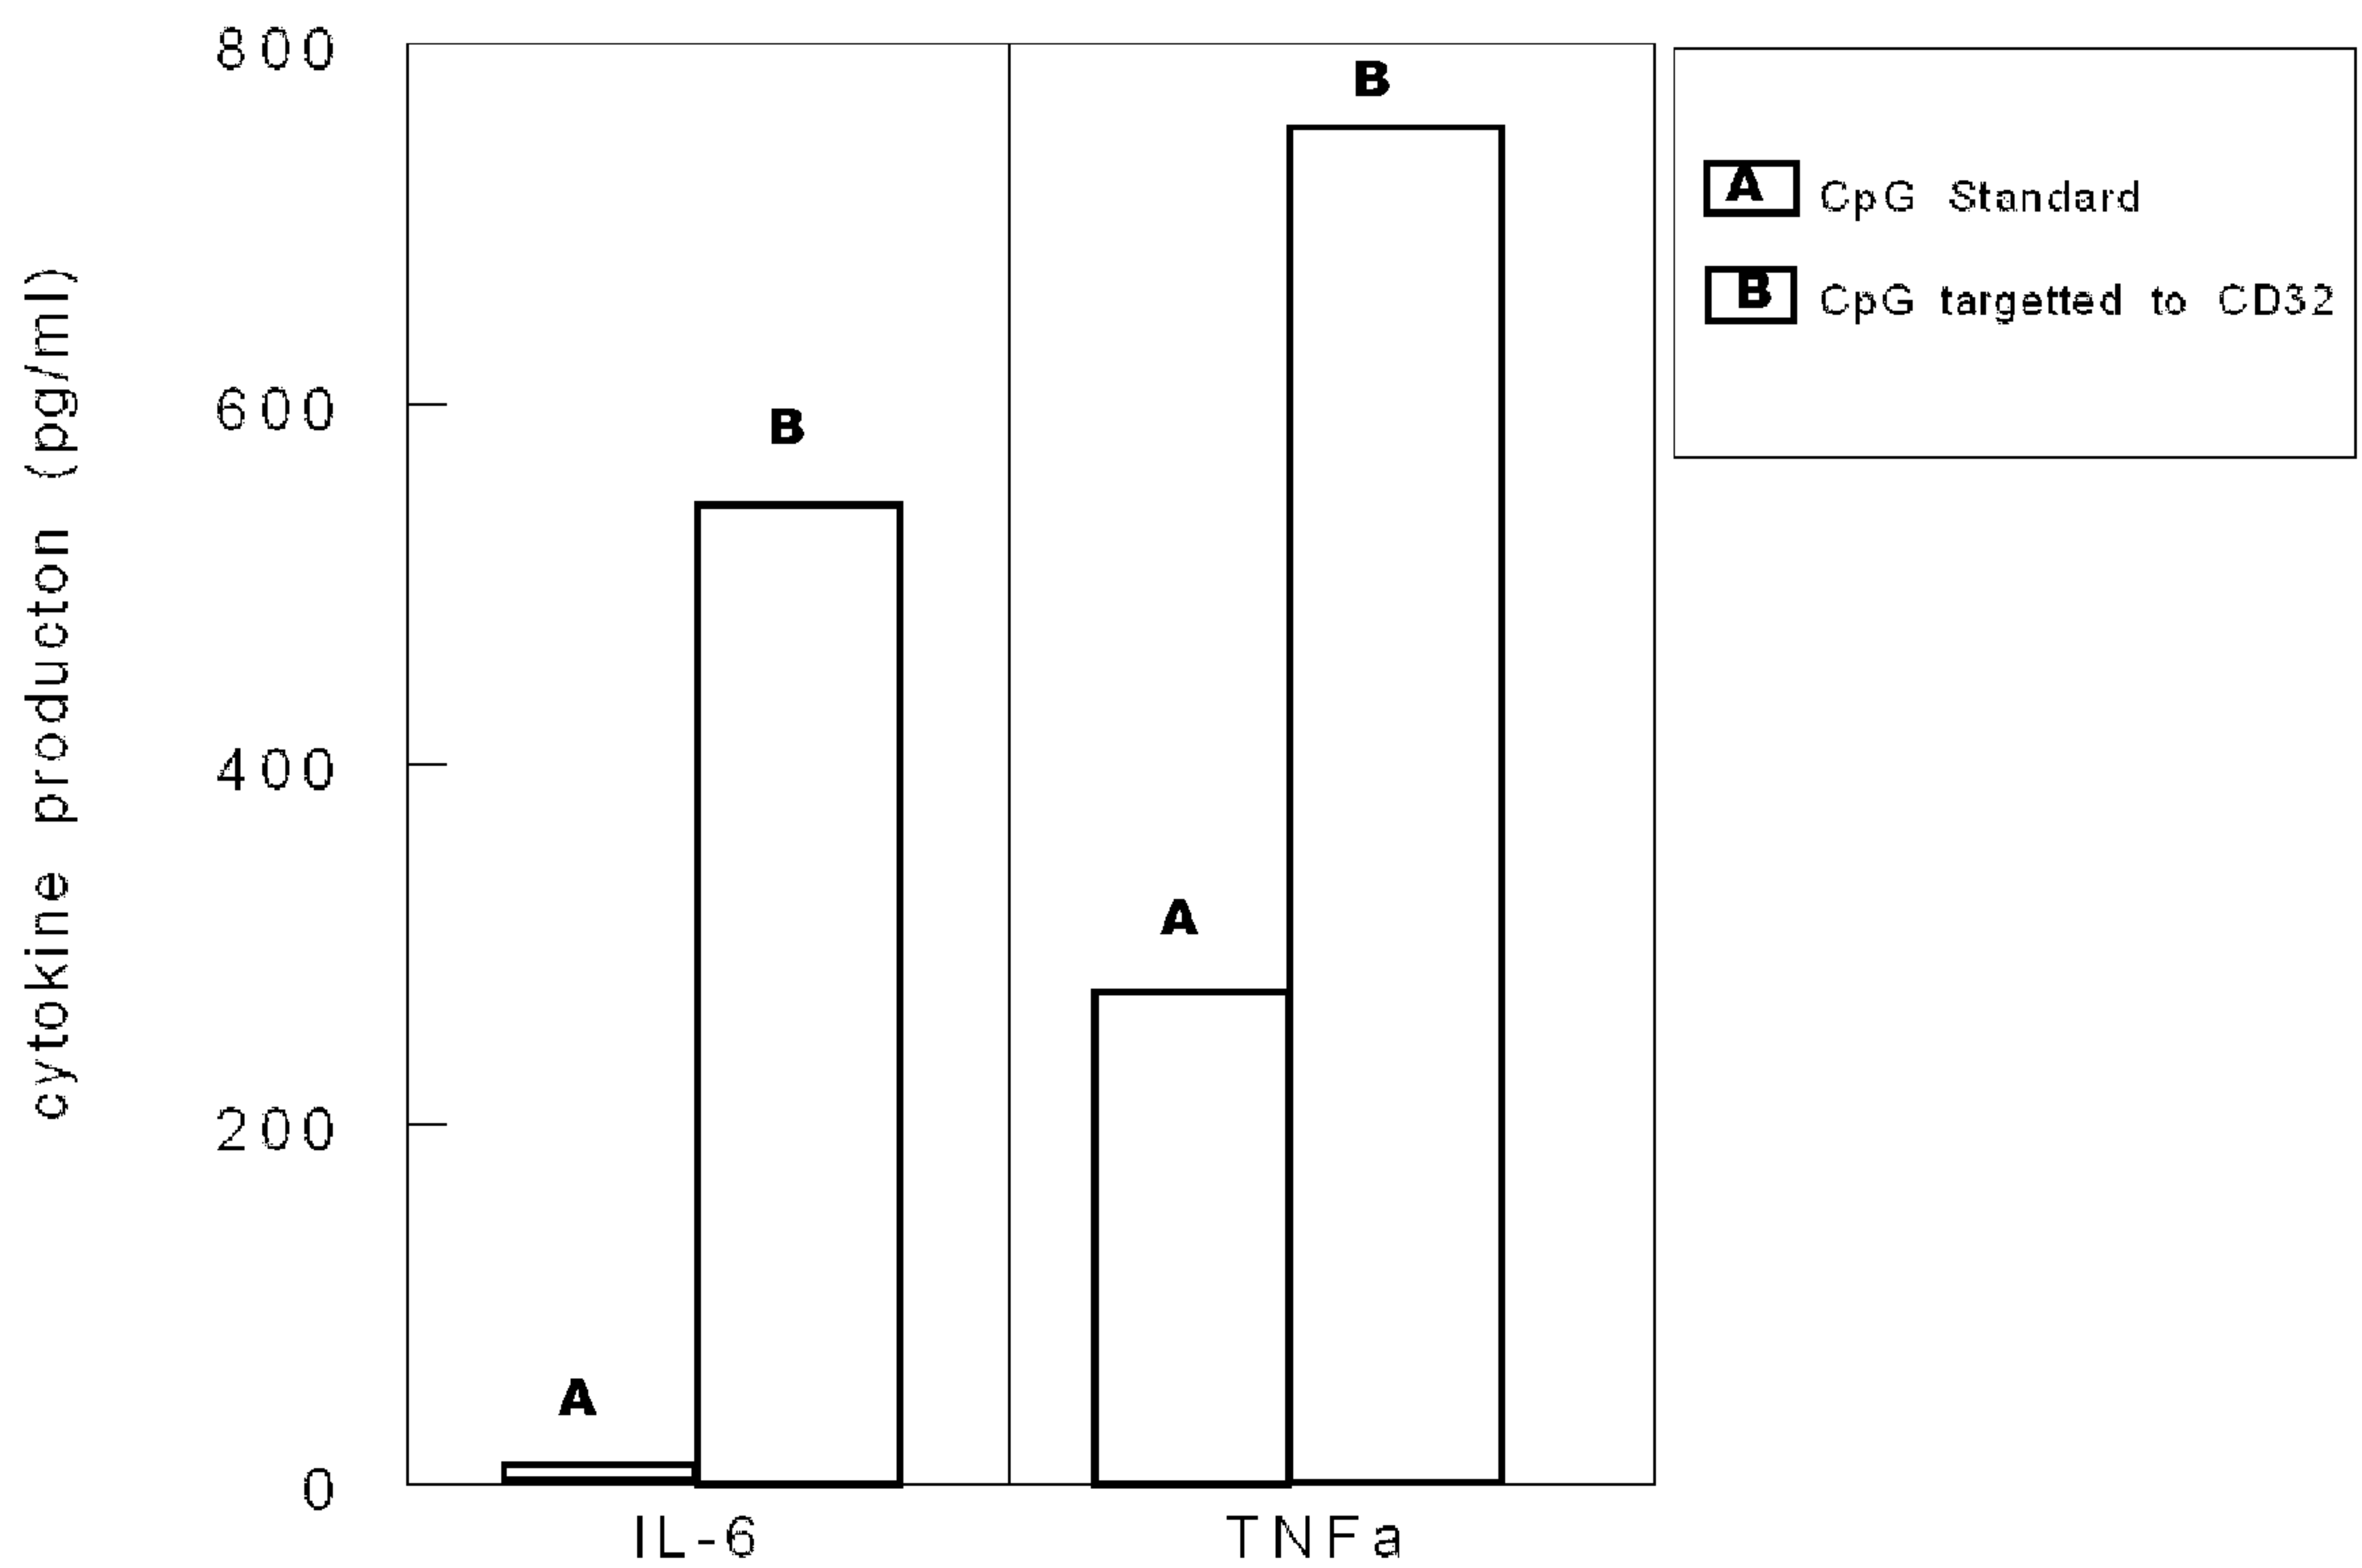 cytokine producton (pg/ml)
800
600
400
200
0
A
B
A
B
IL-6
TNFa
A CpG Standard
B CpG targetted to CD32